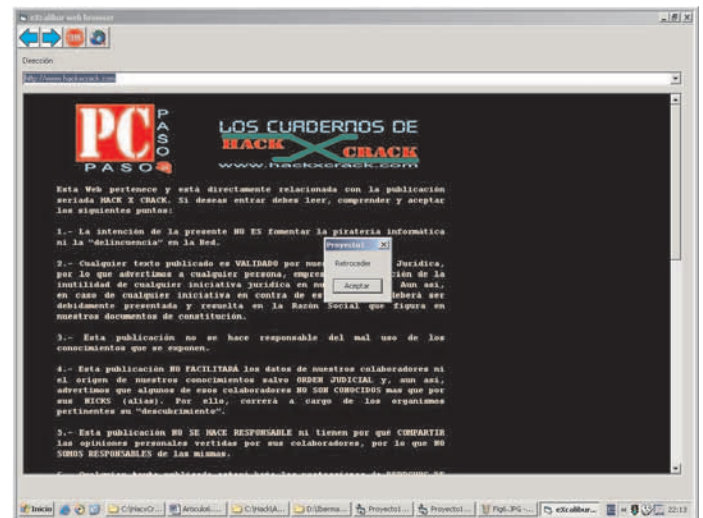 eXcalibur web browser
Dirección
http://www.hackxcrack.com
PC PASO
PASO
LOS CUADERNOS DE
HACK X CRACK
www.hackxcrack.com
Esta Web pertenece y está directamente relacionada con la publicación
seriada HACK X CRACK. Si deseas entrar debes leer, comprender y aceptar
los siguientes puntos:
1.- La intención de la presente NO ES fomentar la piratería informática
ni la "delincuencia" en la Red.
2.- Cualquier texto publicado es VALIDADO por Jurídica,
por lo que advertimos a cualquier persona, de la
inutilidad de cualquier iniciativa jurídica en Aun así,
en caso de cualquier iniciativa en contra de ser
debidamente presentada y resuelta en la Razón Social que figura en
nuestros documentos de constitución.
Proyecto1
Retroceder
Aceptar
3.- Esta publicación no se hace responsable del mal uso de los
conocimientos que se exponen.
4.- Esta publicación NO FACILITARÁ los datos de nuestros colaboradores ni
el origen de nuestros conocimientos salvo ORDEN JUDICIAL y, aun así,
advertimos que algunos de esos colaboradores NO SON CONOCIDOS mas que por
sus NICKS (alias). Por ello, correrá a cargo de los organismos
pertinentes su "descubrimiento".
5.- Esta publicación NO SE HACE RESPONSABLE ni tienen por qué COMPARTIR
las opiniones personales vertidas por sus colaboradores, por lo que NO
SOMOS RESPONSABLES de las mismas.
Inicio
Proyecto1 ...
Proyecto1 ...
eXcalibur...
22:13